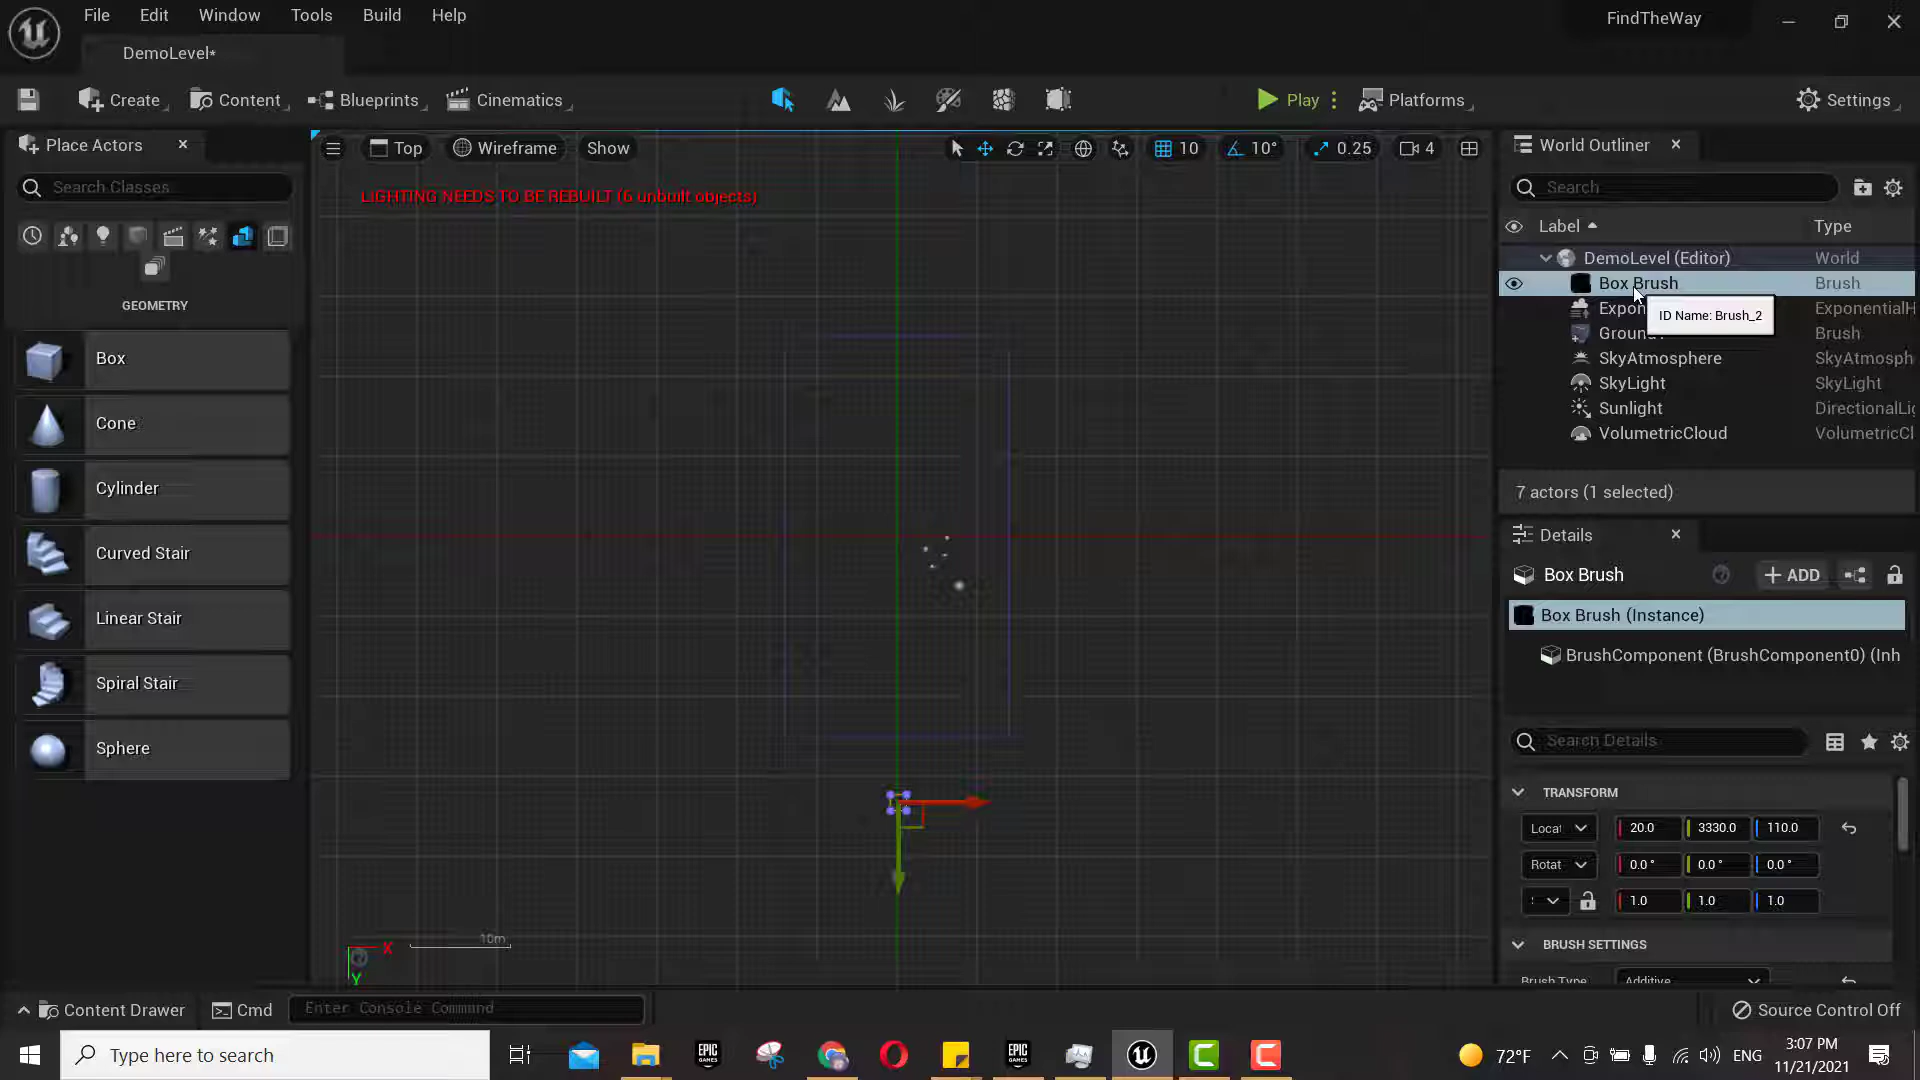 File Edit Window Tools Build Help
FindTheWay
DemoLevel*
Create Content Blueprints Cinematics Play Platforms Settings
Place Actors
Search Classes
GEOMETRY
Box
Cone
Cylinder
Curved Stair
Linear Stair
Spiral Stair
Sphere
Top Wireframe Show 10 10° 0.25 4
LIGHTING NEEDS TO BE REBUILT (6 unbuilt objects)
10m
X
Y
World Outliner
Search
Label Type
DemoLevel (Editor) World
Box Brush Brush
Expon ExponentialH
ID Name: Brush_2
Ground Brush
SkyAtmosphere SkyAtmosph
SkyLight SkyLight
Sunlight DirectionalLi
VolumetricCloud VolumetricCl
7 actors (1 selected)
Details
Box Brush ADD
Box Brush (Instance)
BrushComponent (BrushComponent0) (Inh
Search Details
TRANSFORM
Locat 20.0 3330.0 110.0
Rotat 0.0 ° 0.0 ° 0.0 °
1.0 1.0 1.0
BRUSH SETTINGS
Brush Type Additive
Content Drawer Cmd Enter Console Command Source Control Off
Type here to search
EPIC GAMES
EPIC GAMES
72°F ENG
3:07 PM
11/21/2021